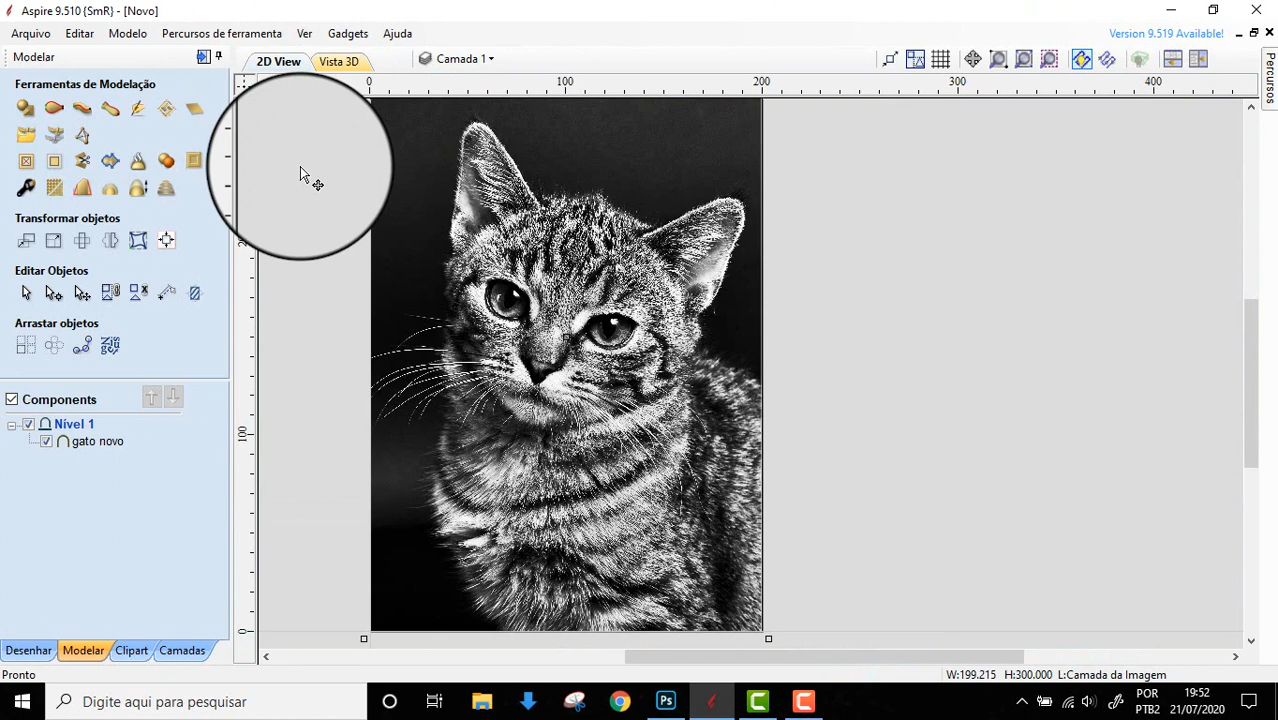 Aspire 9.510 {SmR} - [Novo]
Arquivo Editar Modelo Percursos de ferramenta Ver Gadgets Ajuda
Version 9.519 Available!
Modelar
2D View Vista 3D Camada 1
Ferramentas de Modelação
0 100 200 300 400
Percursos
Transformar objetos
Editar Objetos
Arrastar objetos
Components
Nível 1
gato novo
100
0
Desenhar Modelar Clipart Camadas
Pronto
W:199.215 H:300.000 L:Camada da Imagem
Digite aqui para pesquisar
Ps
POR
PTB2
19:52
21/07/2020